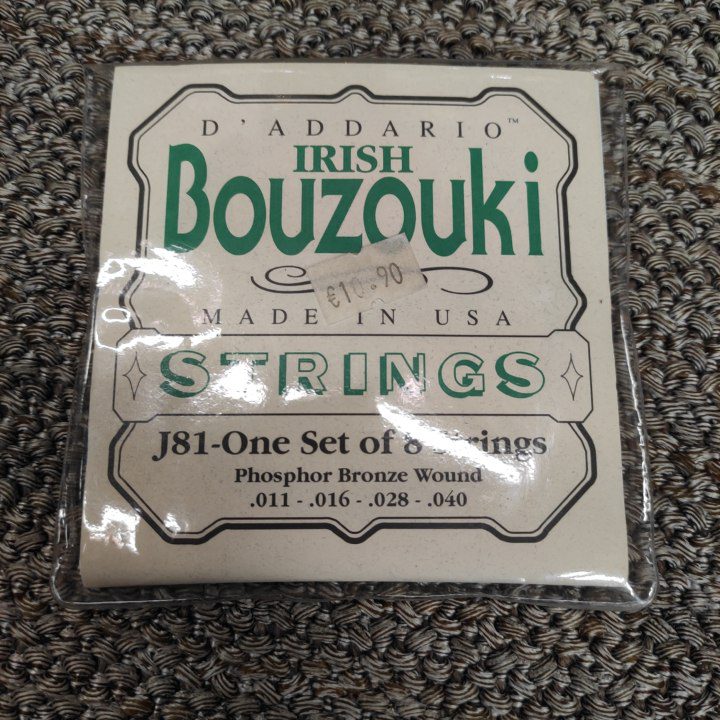 D'ADDARIO™
IRISH
Bouzouki
€10.90
MADE IN USA
STRINGS
J81-One Set of 8 Strings
Phosphor Bronze Wound
.011 - .016 - .028 - .040